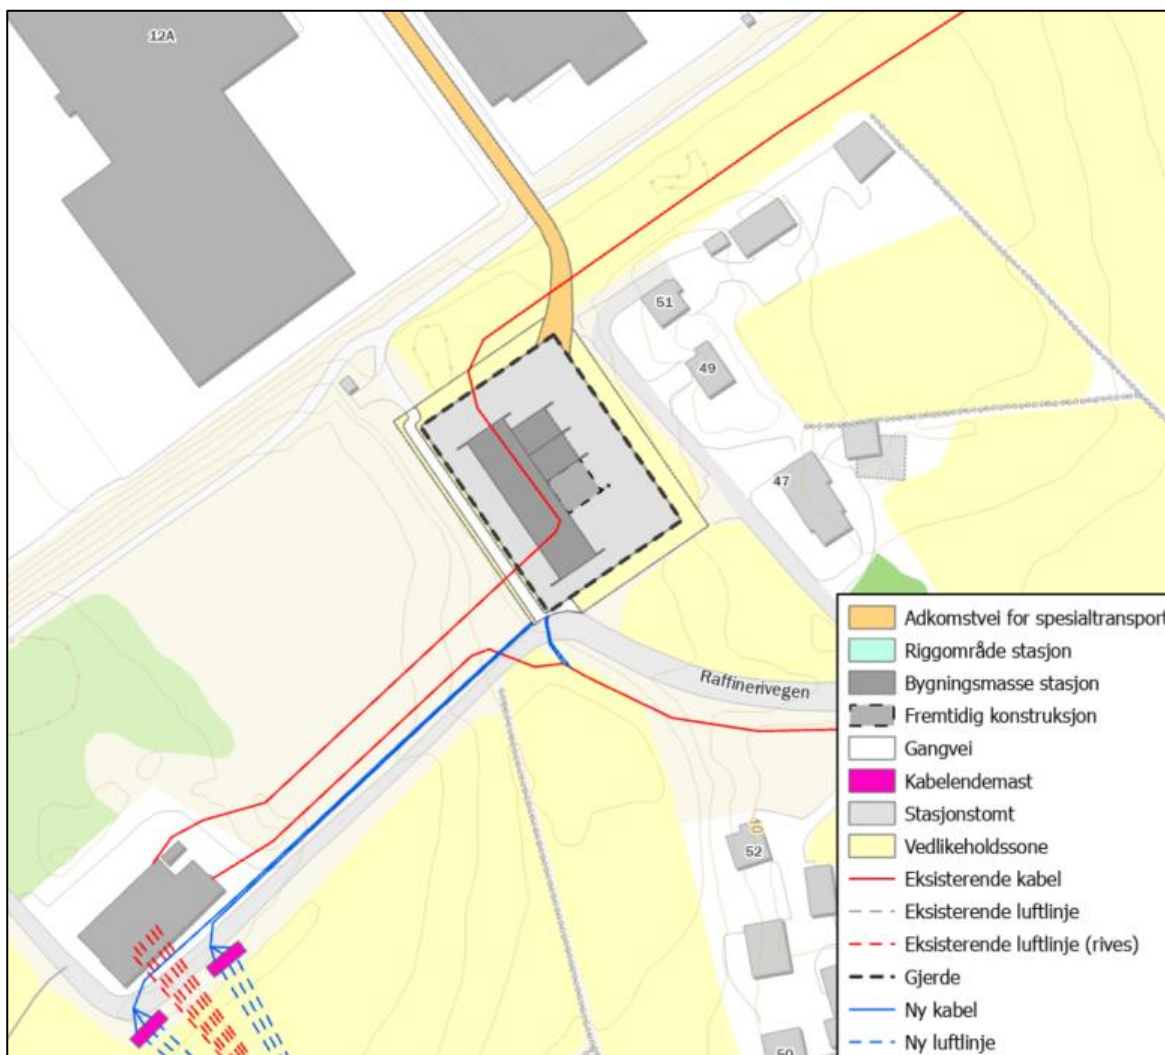 12A
51
49
47
Raffinerivegen
10
52
50
Adkomstvei for spesialtransport
Riggområde stasjon
Bygningsmasse stasjon
Fremtidig konstruksjon
Gangvei
Kabelendemast
Stasjonstomt
Vedlikeholdssone
Eksisterende kabel
Eksisterende luftlinje
Eksisterende luftlinje (rives)
Gjerde
Ny kabel
Ny luftlinje